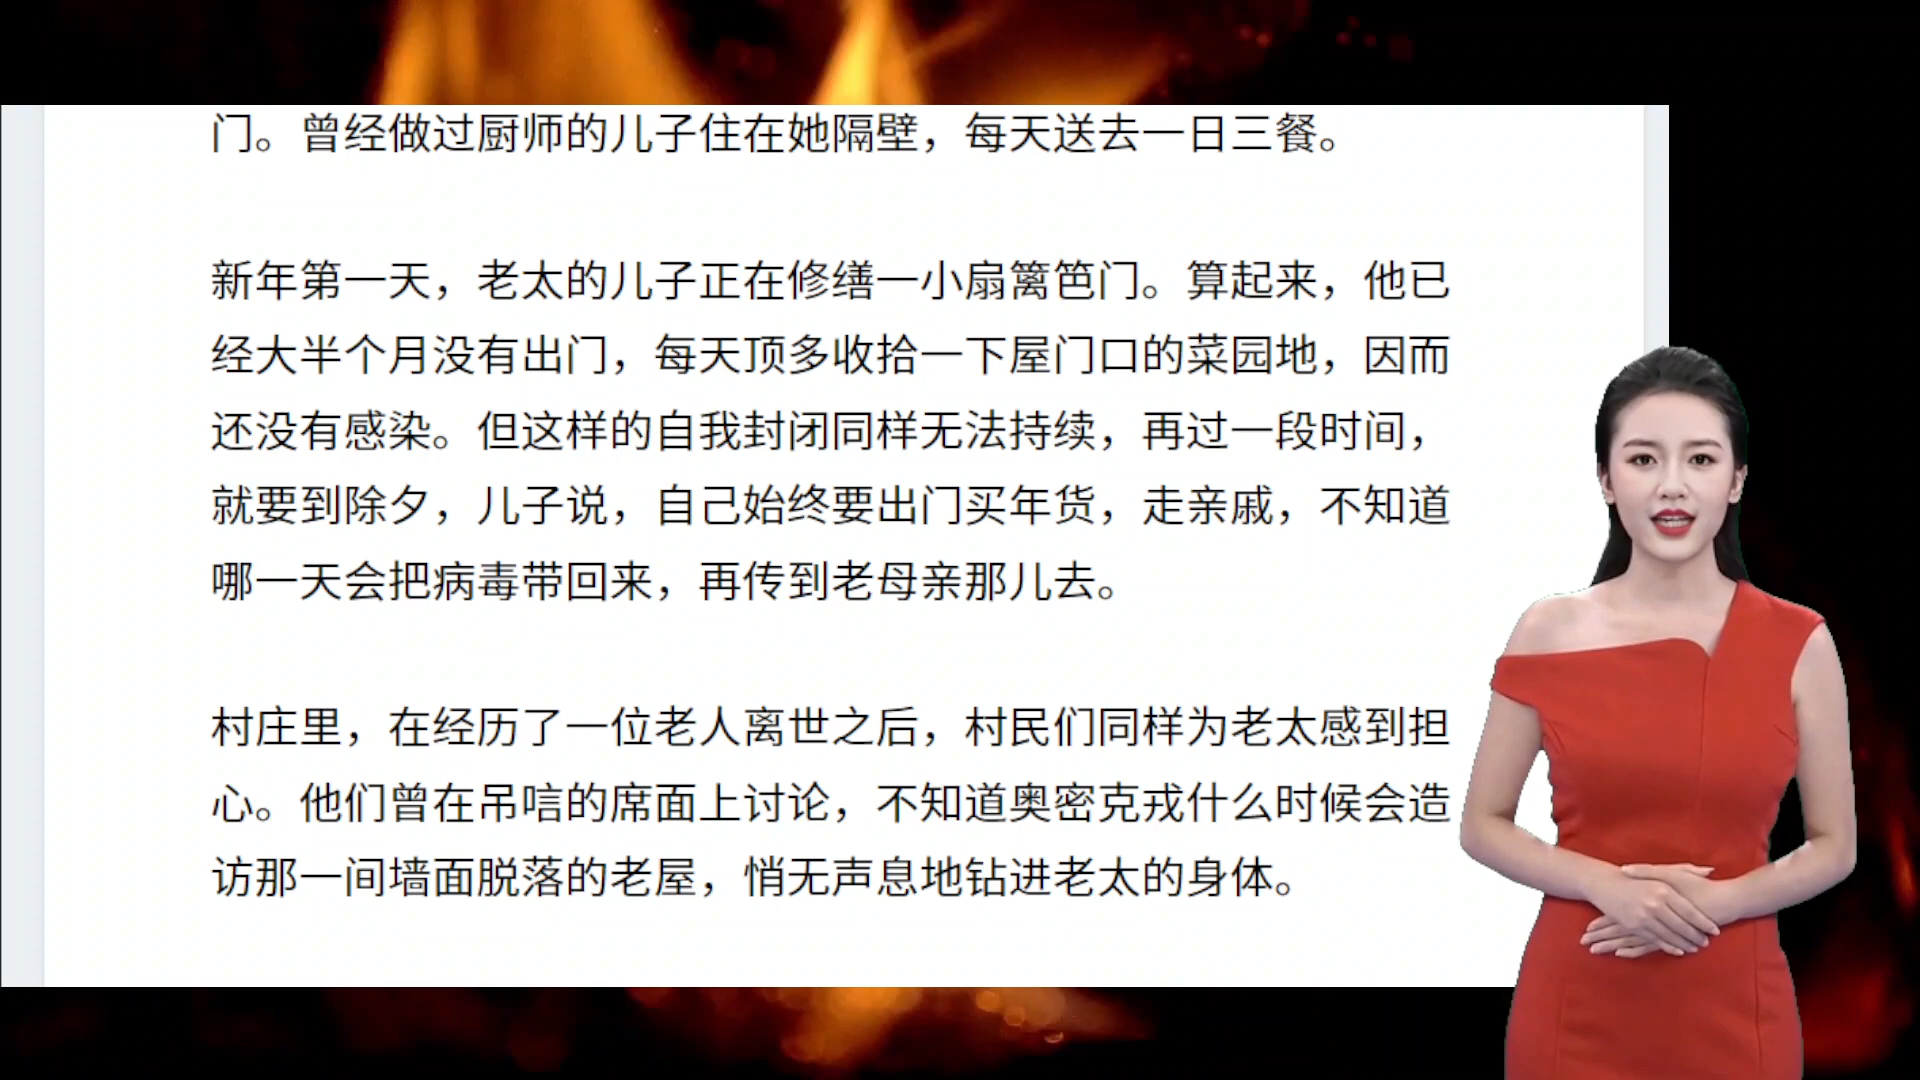 门。曾经做过厨师的儿子住在她隔壁，每天送去一日三餐。
新年第一天，老太的儿子正在修缮一小扇篱笆门。算起来，他已
经大半个月没有出门，每天顶多收拾一下屋门口的菜园地，因而
还没有感染。但这样的自我封闭同样无法持续，再过一段时间，
就要到除夕，儿子说，自己始终要出门买年货，走亲戚，不知道
哪一天会把病毒带回来，再传到老母亲那儿去。
村庄里，在经历了一位老人离世之后，村民们同样为老太感到担
心。他们曾在吊唁的席面上讨论，不知道奥密克戎什么时候会造
访那一间墙面脱落的老屋，悄无声息地钻进老太的身体。